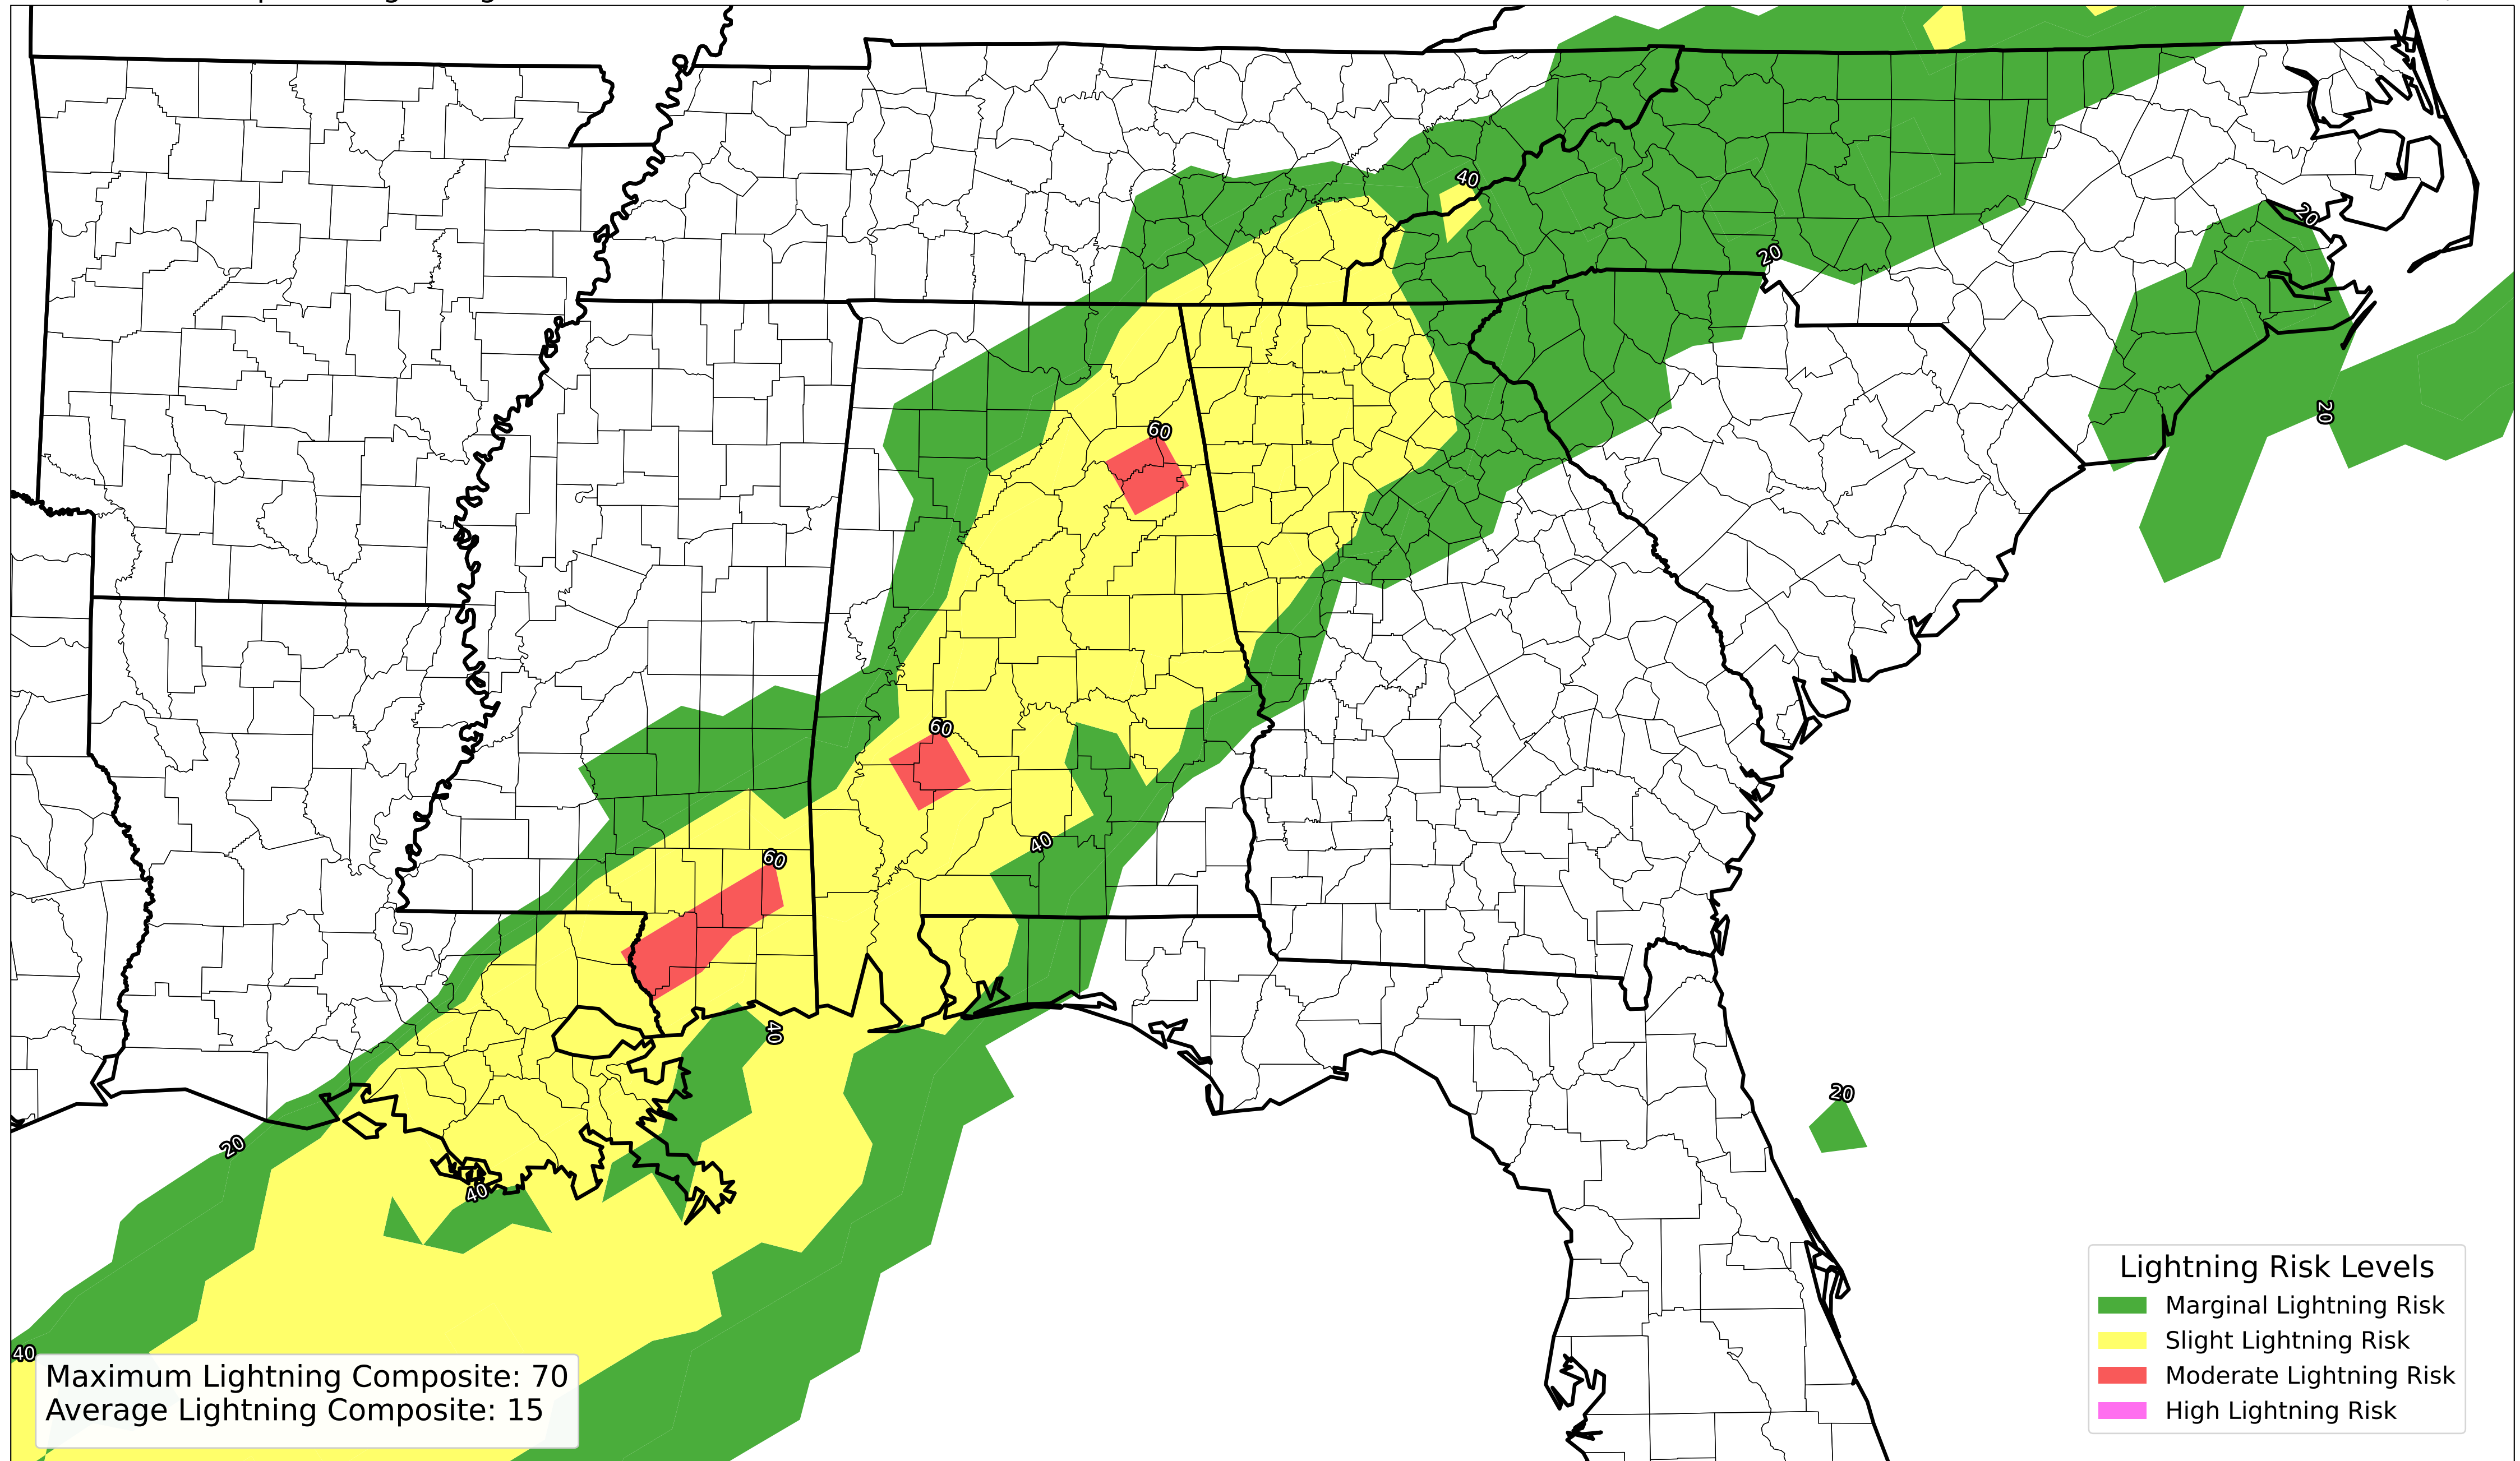 40
20
20
60
20
60
40
60
40
20
20
40
40
Lightning Risk Levels
Marginal Lightning Risk
Slight Lightning Risk
Moderate Lightning Risk
High Lightning Risk
Maximum Lightning Composite: 70
Average Lightning Composite: 15